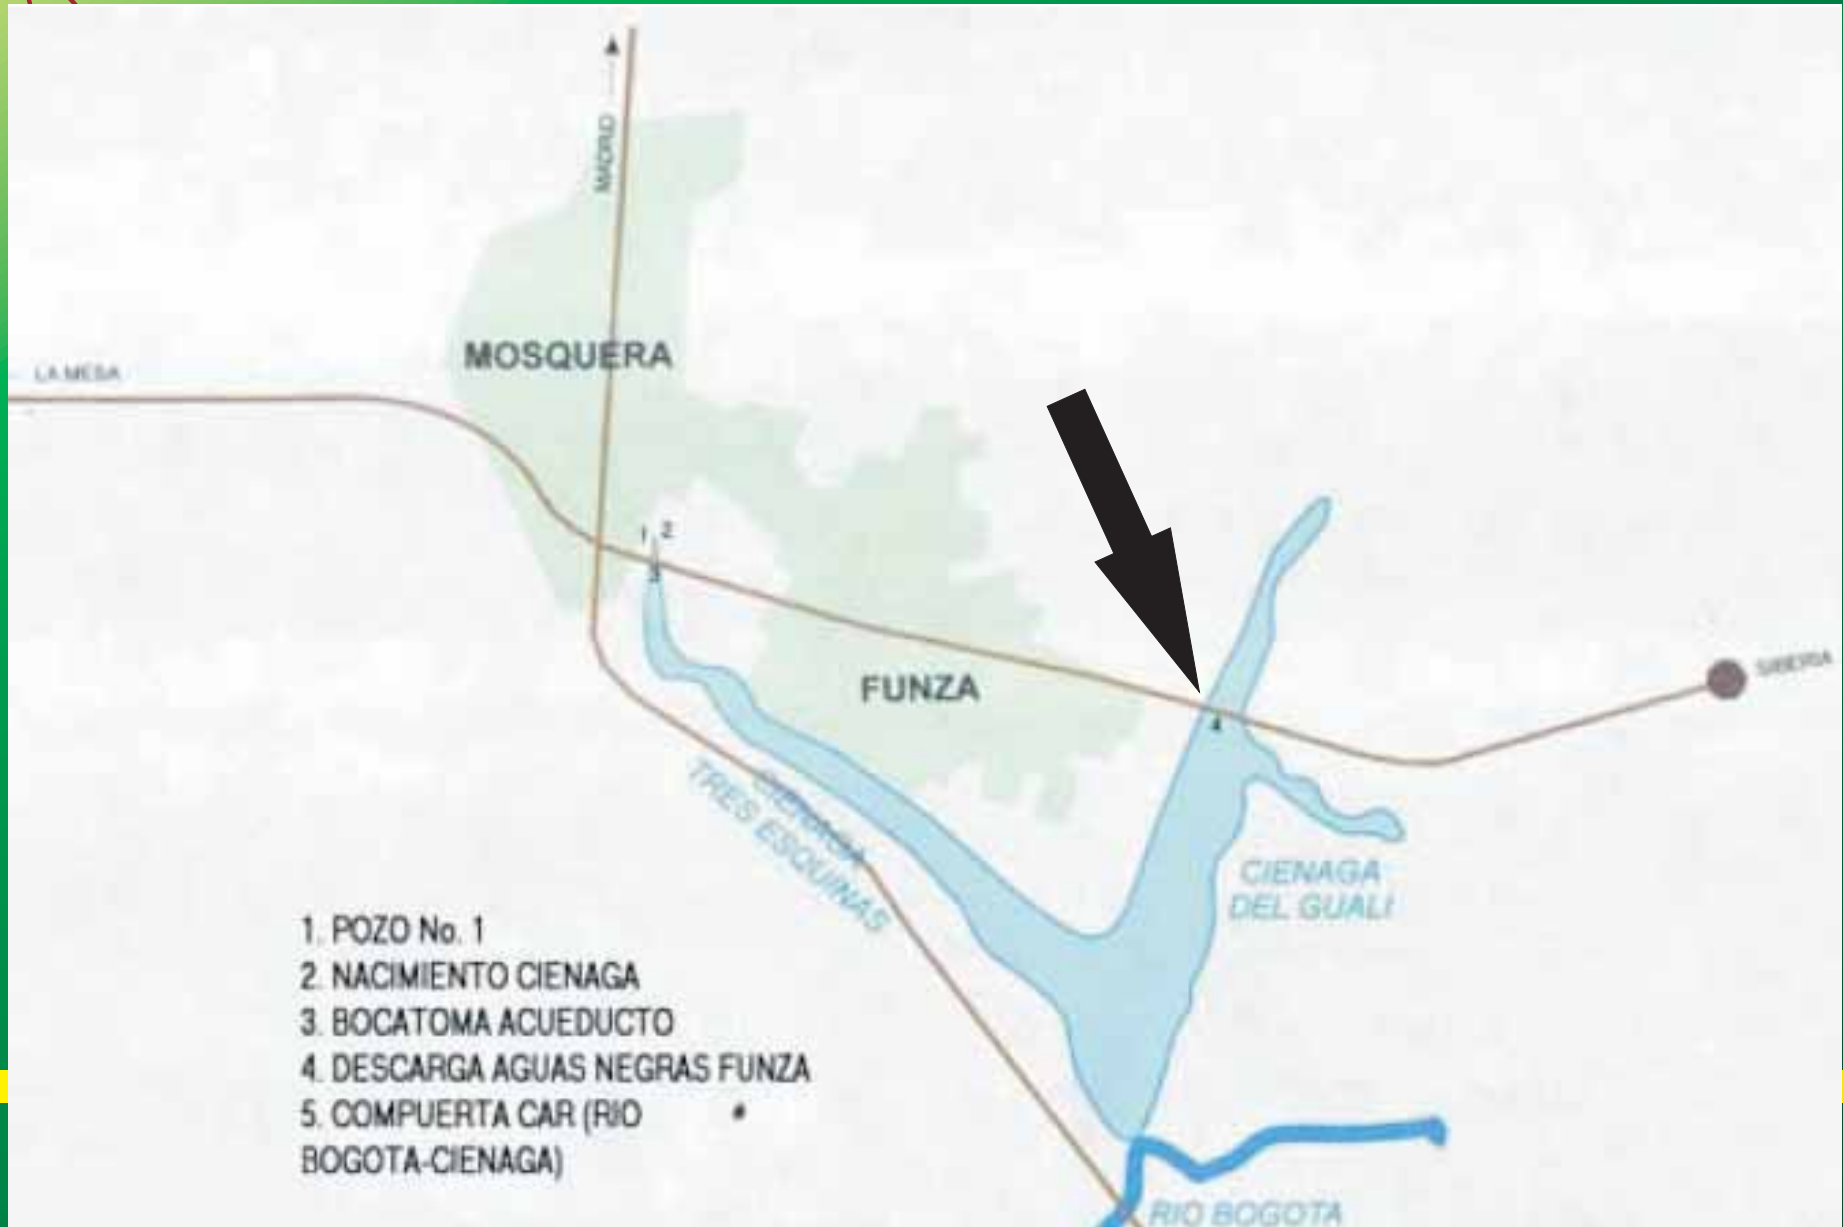 MADRID
MOSQUERA
LA MESA
1 2
3
FUNZA
4
SIBERIA
CIENAGA
TRES ESQUINAS
CIENAGA
DEL GUALI
1. POZO No. 1
2. NACIMIENTO CIENAGA
3. BOCATOMA ACUEDUCTO
4. DESCARGA AGUAS NEGRAS FUNZA
5. COMPUERTA CAR (RIO
BOGOTA-CIENAGA)
RIO BOGOTA